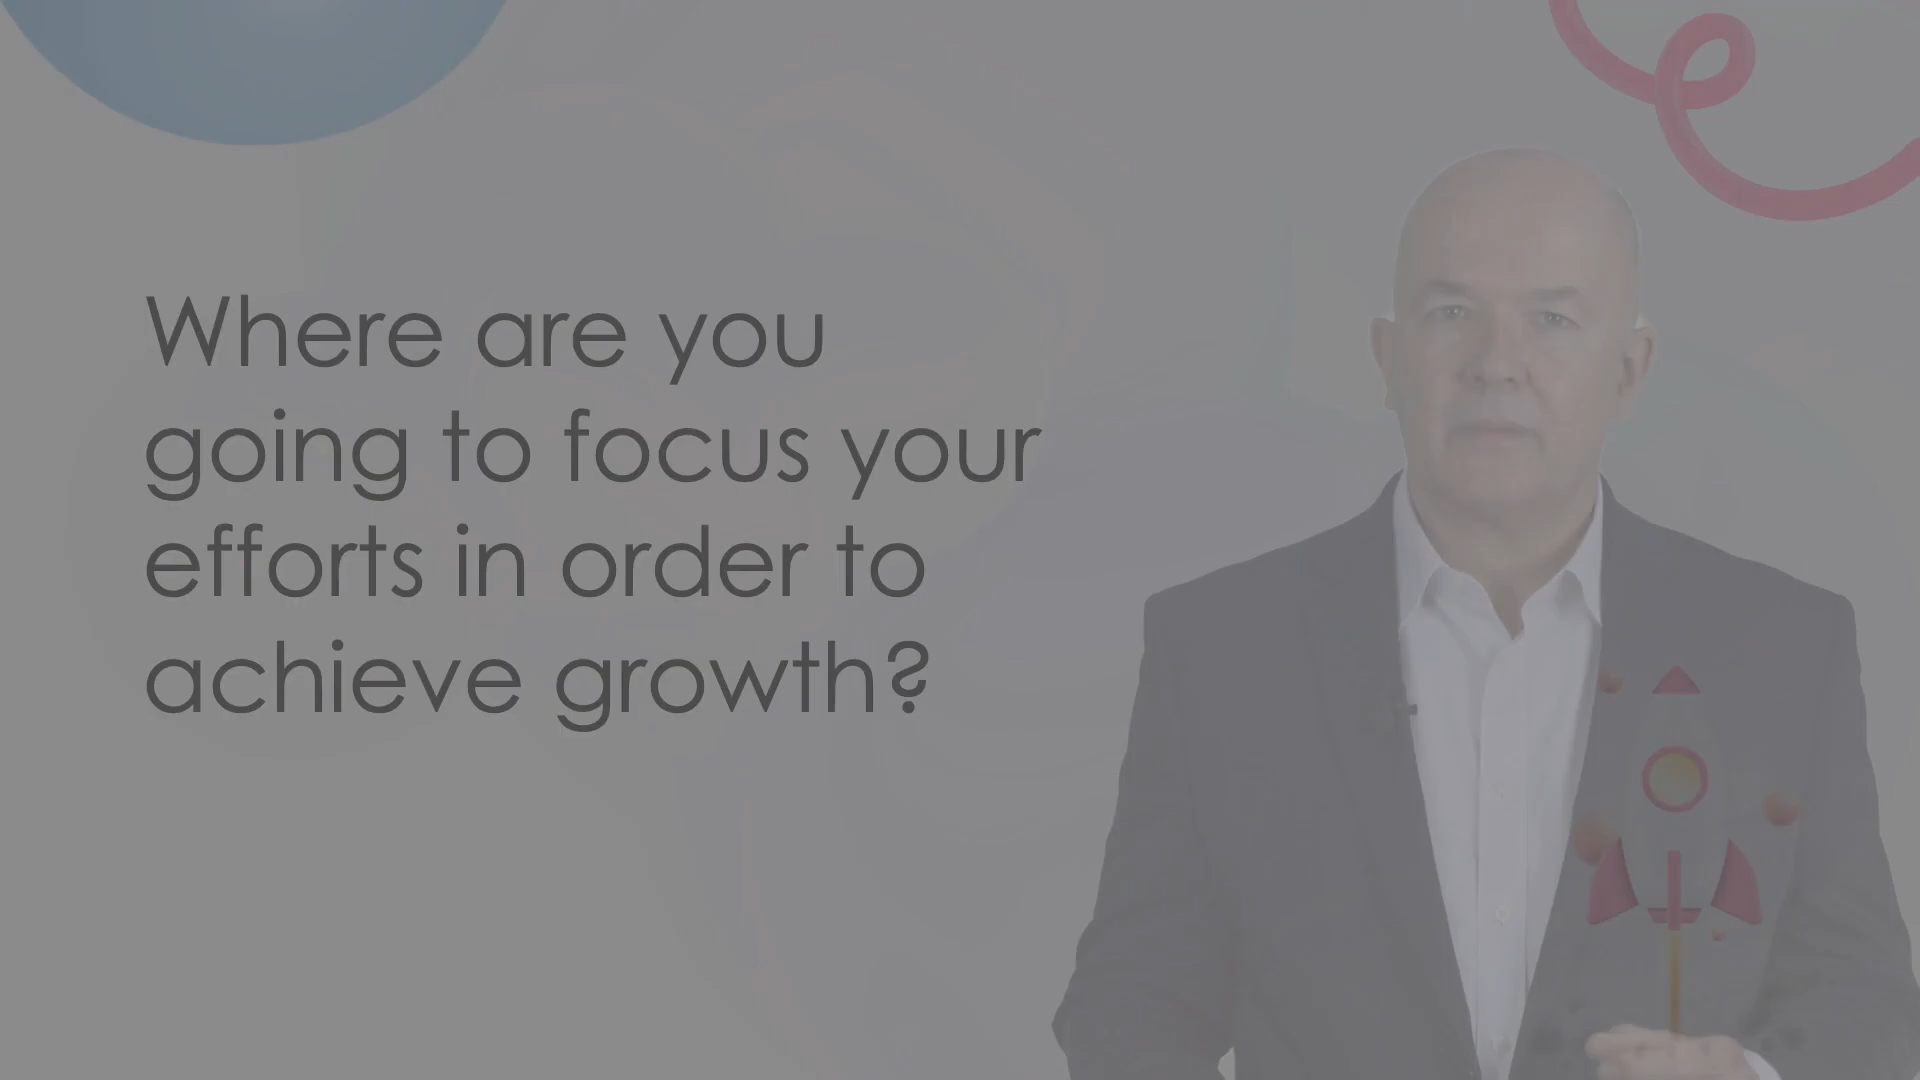 Where are you
going to focus your
efforts in order to
achieve growth?